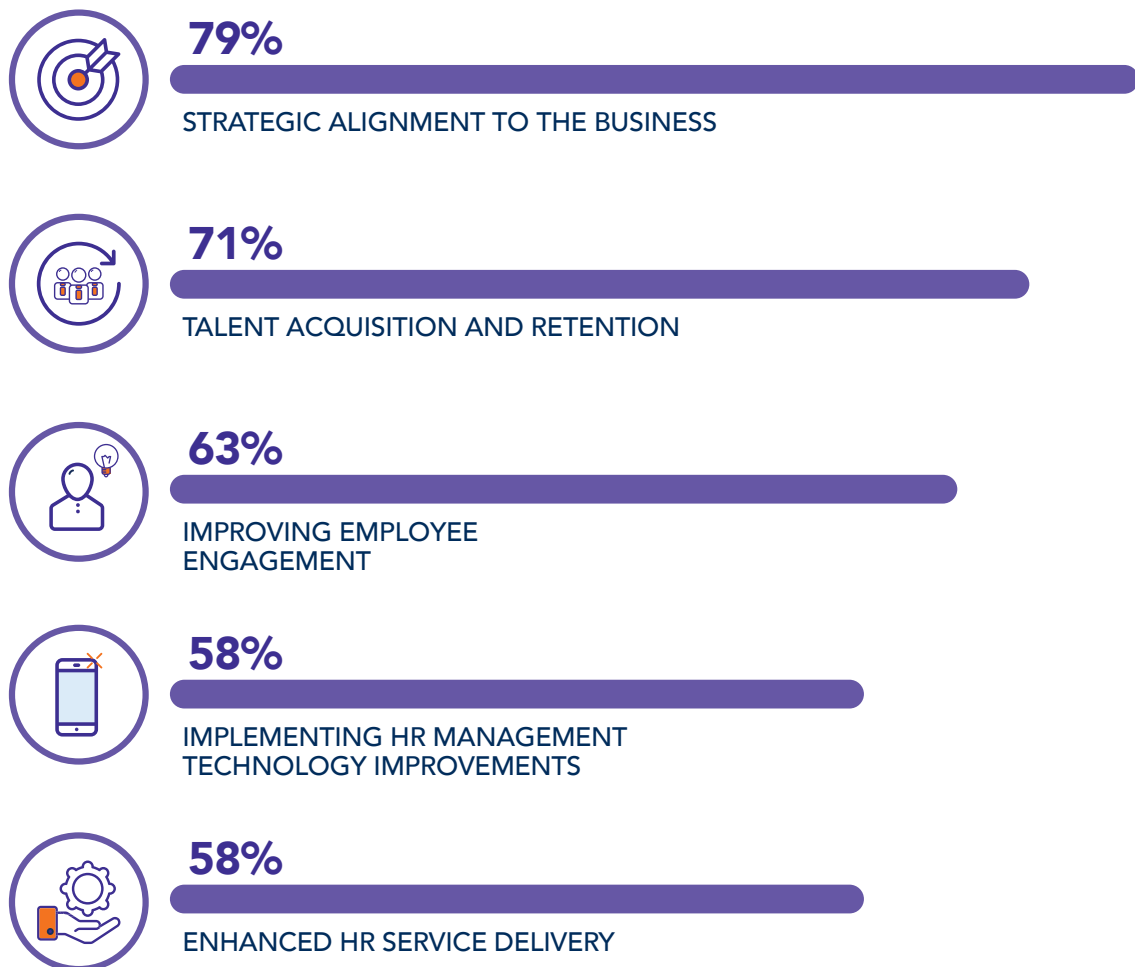 79%
STRATEGIC ALIGNMENT TO THE BUSINESS
71%
TALENT ACQUISITION AND RETENTION
63%
IMPROVING EMPLOYEE
ENGAGEMENT
58%
IMPLEMENTING HR MANAGEMENT
TECHNOLOGY IMPROVEMENTS
58%
ENHANCED HR SERVICE DELIVERY